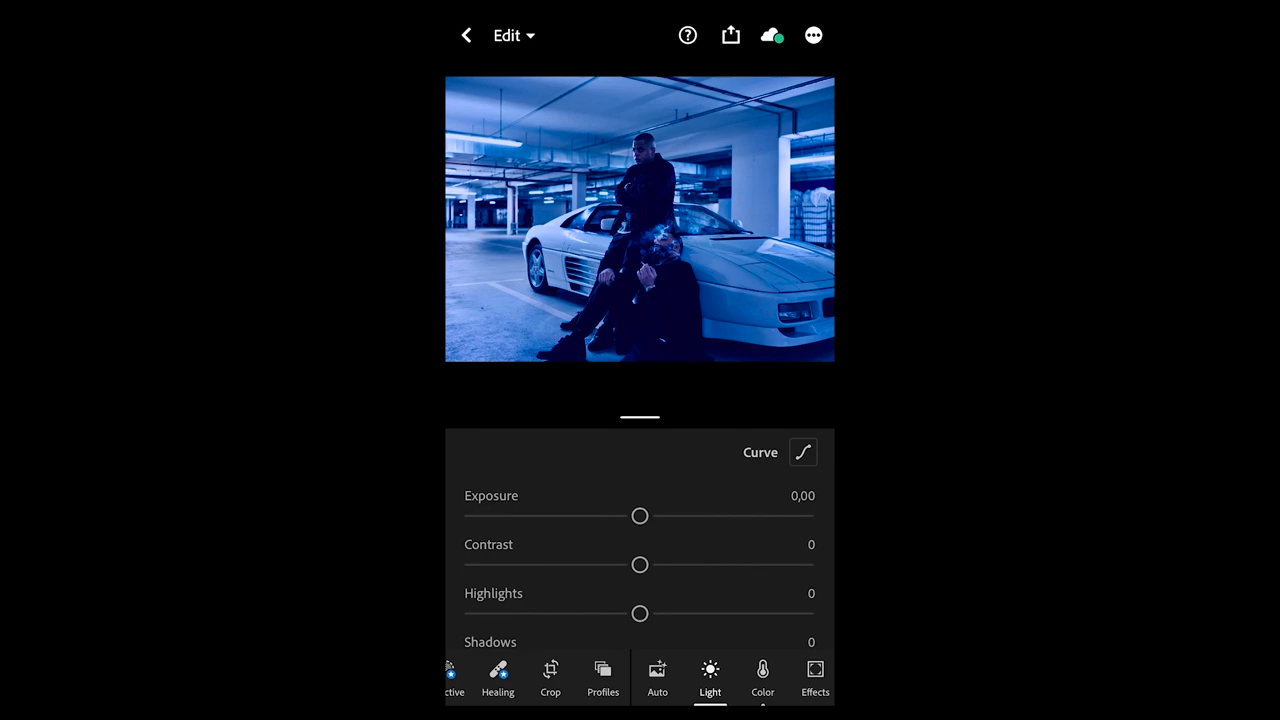 Edit
Curve
Exposure 0,00
Contrast 0
Highlights 0
Shadows 0
ctive Healing Crop Profiles Auto Light Color Effects